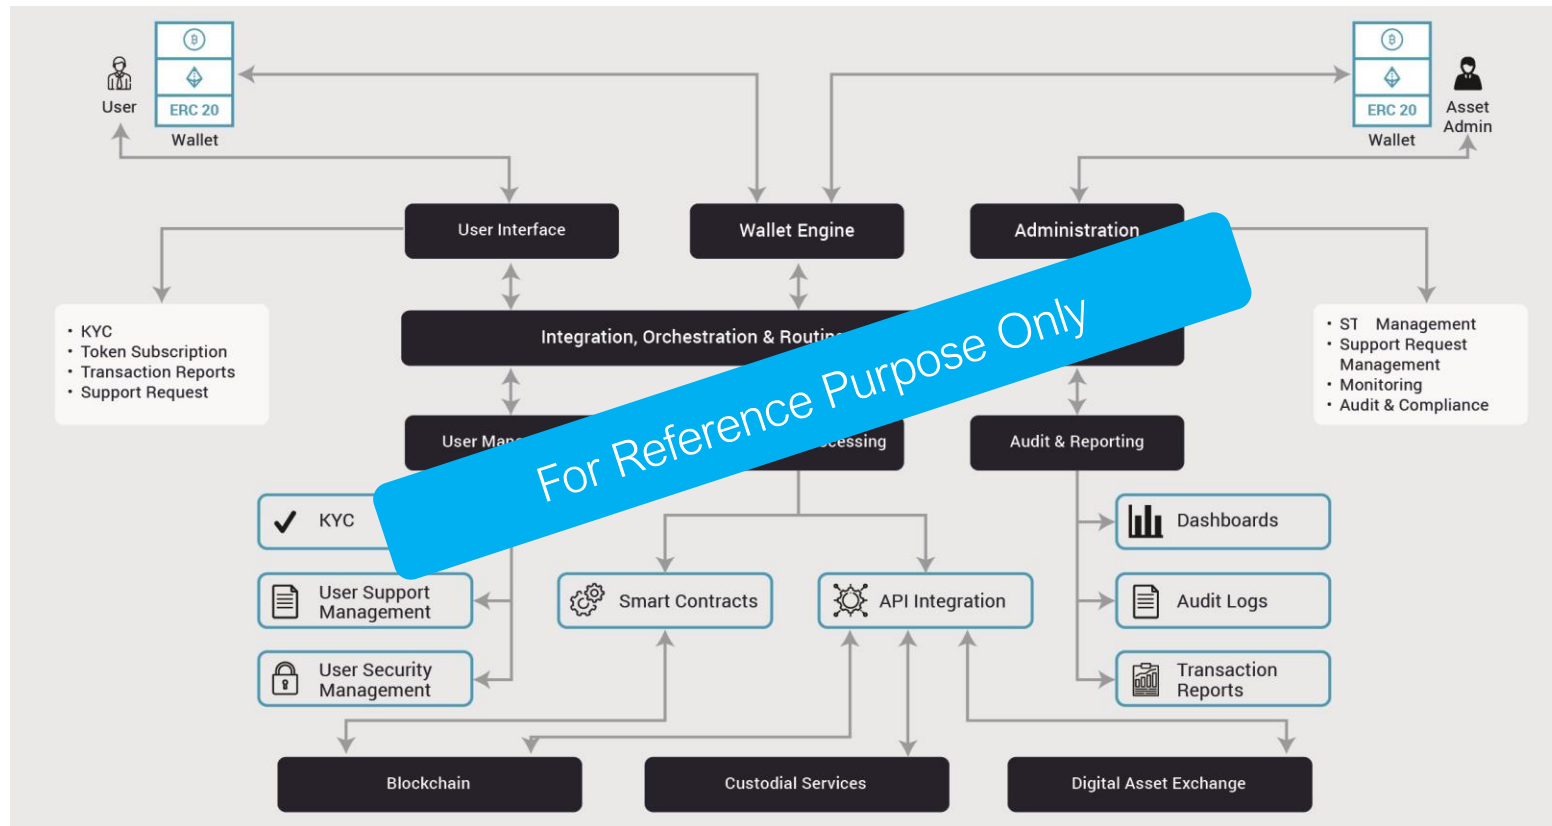 User
ERC 20
Wallet
ERC 20
Wallet
Asset
Admin
User Interface
Wallet Engine
Administration
• KYC
• Token Subscription
• Transaction Reports
• Support Request
Integration, Orchestration & Routing
• ST Management
• Support Request
Management
• Monitoring
• Audit & Compliance
For Reference Purpose Only
User
Audit & Reporting
KYC
Dashboards
User Support
Management
Smart Contracts
API Integration
Audit Logs
User Security
Management
Transaction
Reports
Blockchain
Custodial Services
Digital Asset Exchange